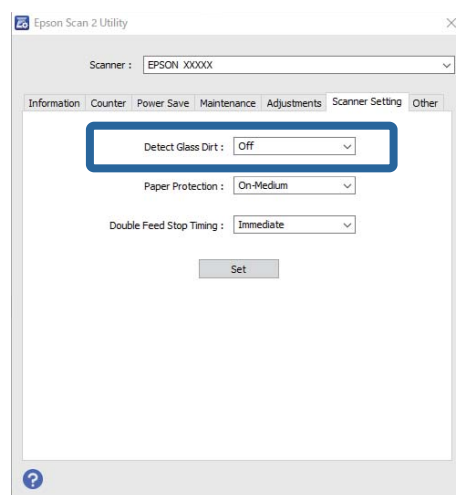 Epson Scan 2 Utility
Scanner : EPSON XXXXX
Information Counter Power Save Maintenance Adjustments Scanner Setting Other
Detect Glass Dirt : Off
Paper Protection : On-Medium
Double Feed Stop Timing : Immediate
Set
?